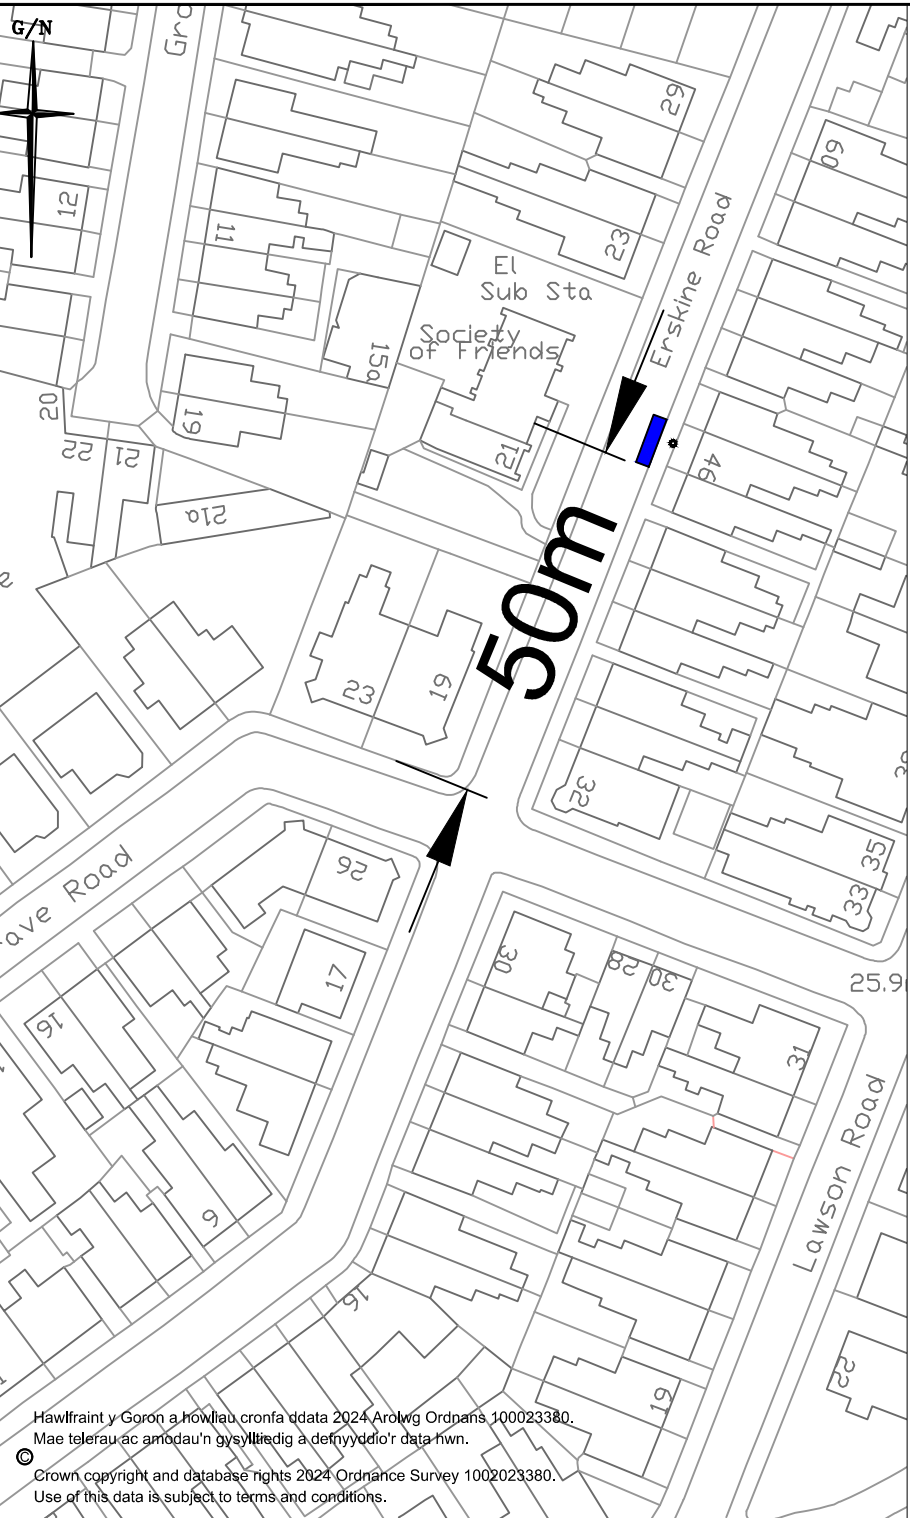 G/N
Gro
29
60
12
11
23
Erskine Road
El
Sub Sta
Society
of Friends
15a
20
19
22
21
21
46
21a
50m
23
19
32
35
33
26
ave Road
30
28
30
25.9
17
16
31
Lawson Road
9
16
22
19
Hawlfraint y Goron a howliau cronfa ddata 2024 Arolwg Ordnans 100023380.
Mae telerau ac amodau'n gysylltiedig a defnyddio'r data hwn.
©
Crown copyright and database rights 2024 Ordnance Survey 1002023380.
Use of this data is subject to terms and conditions.